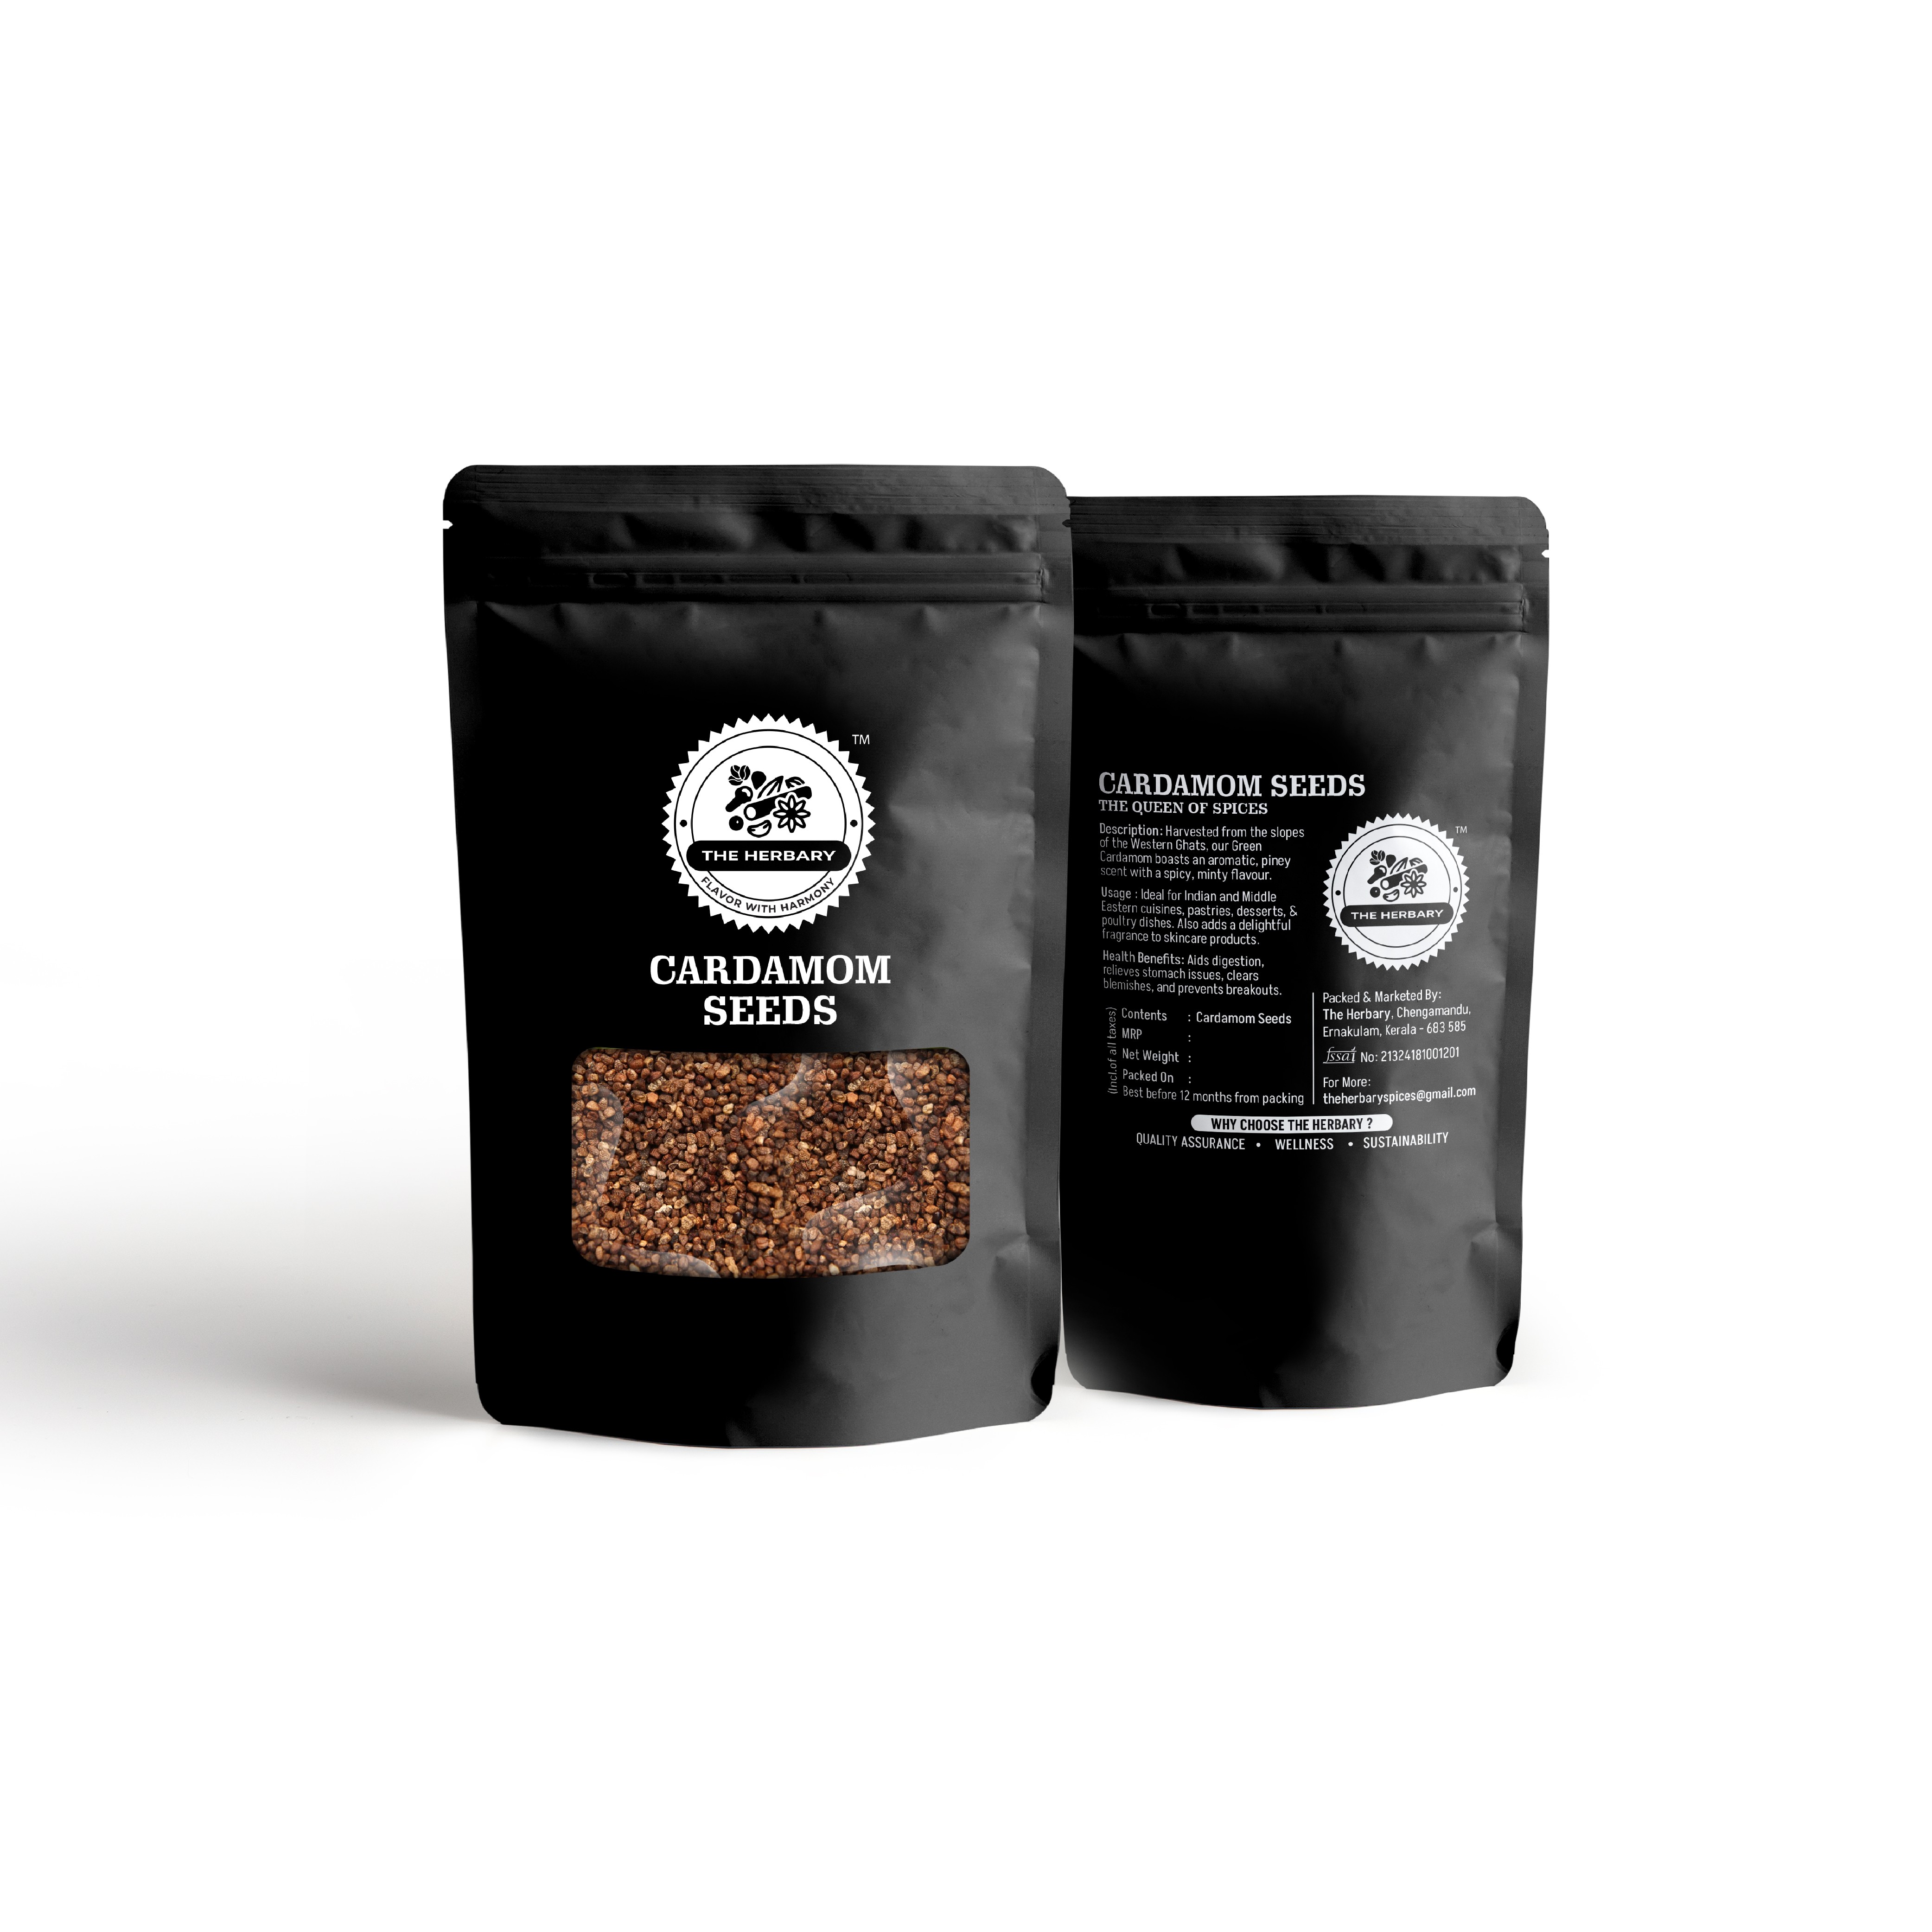 TM
THE HERBARY
FLAVOR WITH HARMONY
CARDAMOM
SEEDS
CARDAMOM SEEDS
THE QUEEN OF SPICES
Description: Harvested from the slopes
of the Western Ghats, our Green
Cardamom boasts an aromatic, piney
scent with a spicy, minty flavour.
Usage : Ideal for Indian and Middle
Eastern cuisines, pastries, desserts, &
poultry dishes. Also adds a delightful
fragrance to skincare products.
Health Benefits: Aids digestion,
relieves stomach issues, clears
blemishes, and prevents breakouts.
(Incl.of all taxes)
Contents : Cardamom Seeds
MRP :
Net Weight :
Packed On :
Best before 12 months from packing
TM
THE HERBARY
Packed & Marketed By:
The Herbary, Chengamandu,
Ernakulam, Kerala - 683 585
fssai No: 21324181001201
For More:
theherbaryspices@gmail.com
WHY CHOOSE THE HERBARY ?
QUALITY ASSURANCE • WELLNESS • SUSTAINABILITY